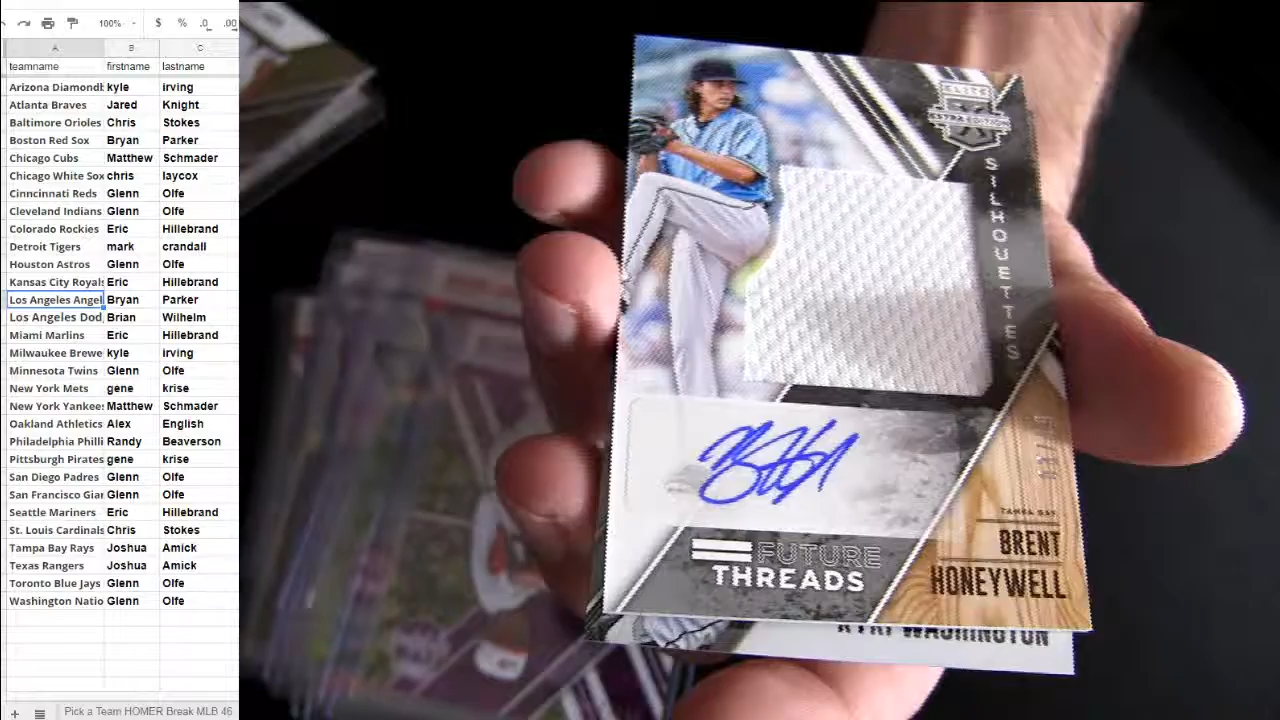 100% $ % .0 .00
A B C
teamname firstname lastname
Arizona Diamondb kyle irving
Atlanta Braves Jared Knight
Baltimore Orioles Chris Stokes
Boston Red Sox Bryan Parker
Chicago Cubs Matthew Schmader
Chicago White Sox chris laycox
Cinncinnati Reds Glenn Olfe
Cleveland Indians Glenn Olfe
Colorado Rockies Eric Hillebrand
Detroit Tigers mark crandall
Houston Astros Glenn Olfe
Kansas City Royals Eric Hillebrand
Los Angeles Angel Bryan Parker
Los Angeles Dod Brian Wilhelm
Miami Marlins Eric Hillebrand
Milwaukee Brewe kyle irving
Minnesota Twins Glenn Olfe
New York Mets gene krise
New York Yankees Matthew Schmader
Oakland Athletics Alex English
Philadelphia Philli Randy Beaverson
Pittsburgh Pirates gene krise
San Diego Padres Glenn Olfe
San Francisco Gian Glenn Olfe
Seattle Mariners Eric Hillebrand
St. Louis Cardinals Chris Stokes
Tampa Bay Rays Joshua Amick
Texas Rangers Joshua Amick
Toronto Blue Jays Glenn Olfe
Washington Natio Glenn Olfe
Pick a Team HOMER Break MLB 46
ELITE
EXTRA EDITION
SILHOUETTES
TAMPA BAY
BRENT
HONEYWELL
FUTURE
THREADS
WASHINGTON